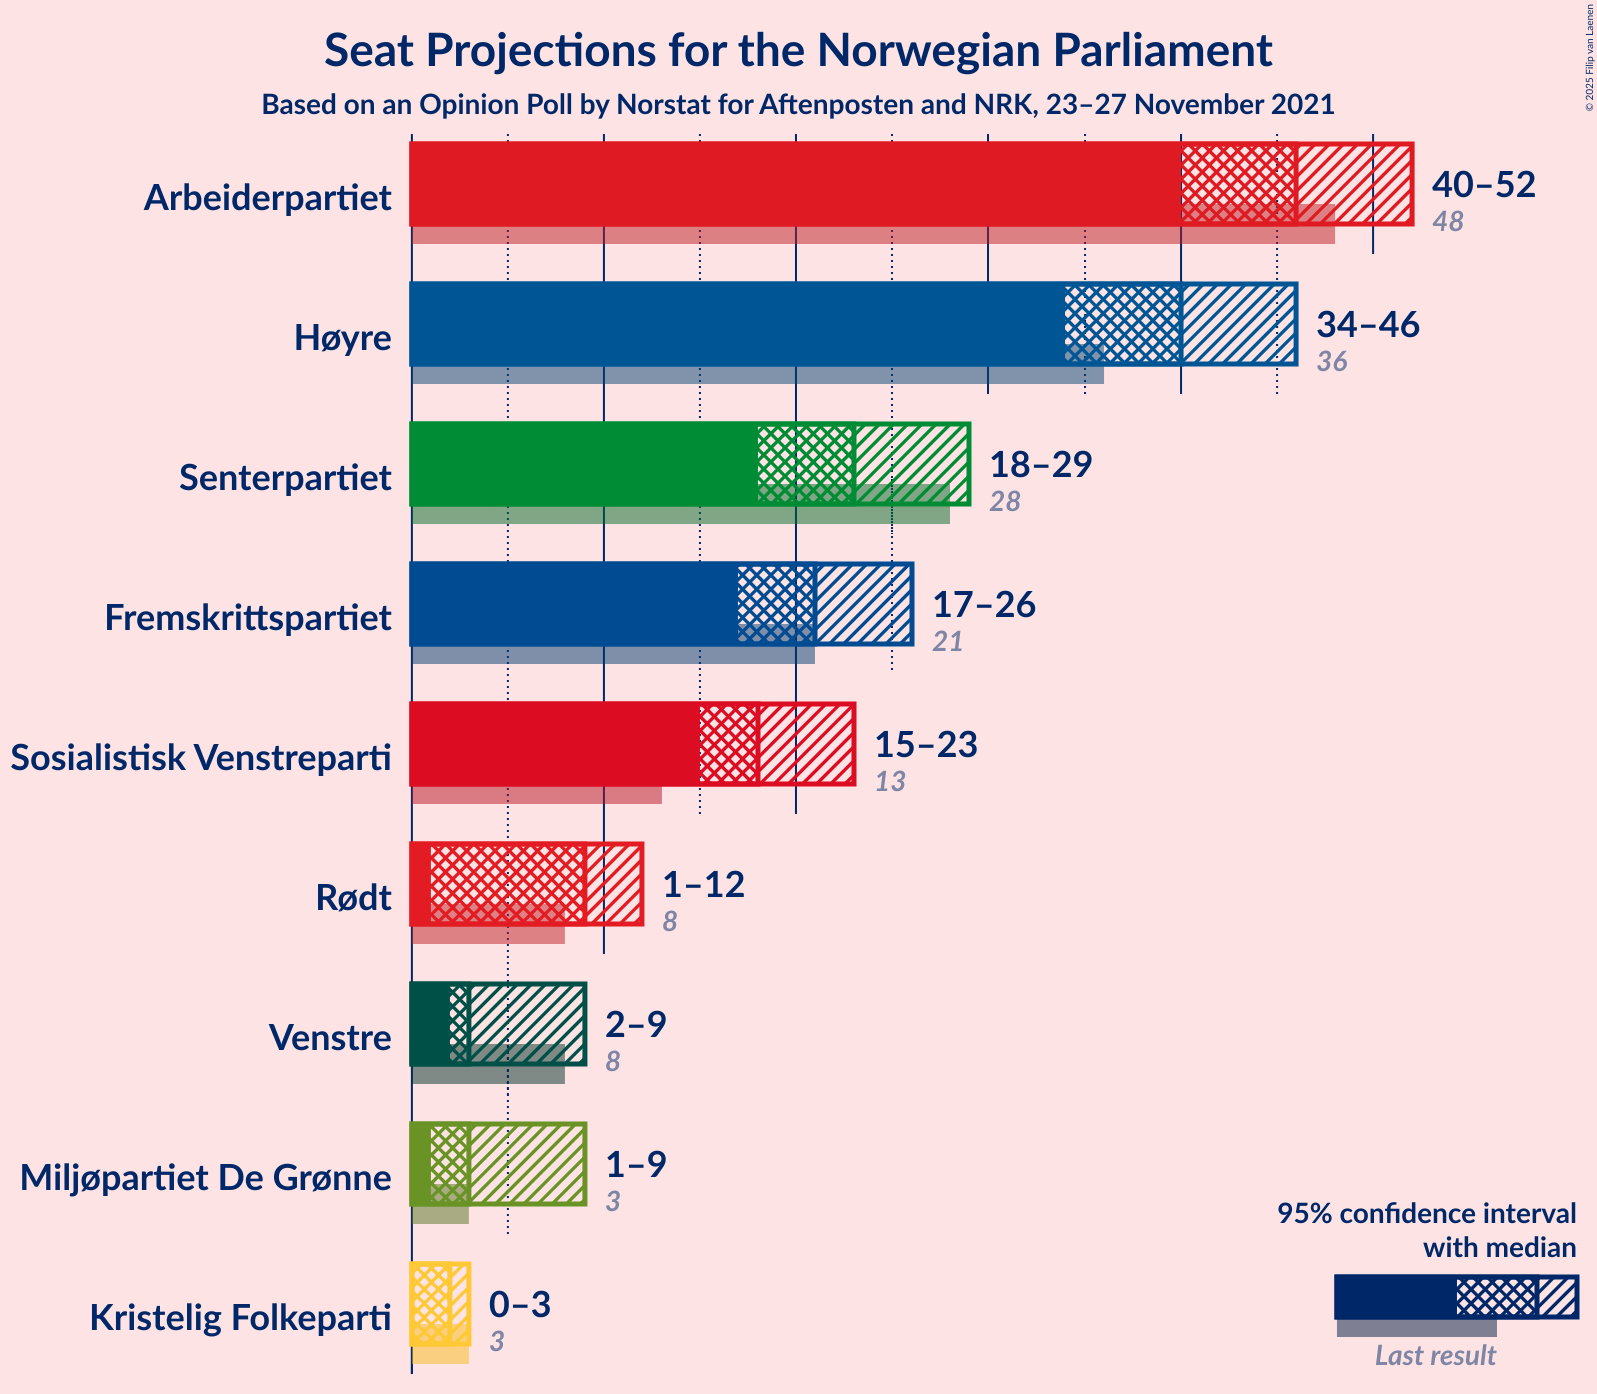 Seat Projections for the Norwegian Parliament
Based on an Opinion Poll by Norstat for Aftenposten and NRK, 23–27 November 2021
© 2025 Filip van Laenen
Arbeiderpartiet
40–52
48
Høyre
34–46
36
Senterpartiet
18–29
28
Fremskrittspartiet
17–26
21
Sosialistisk Venstreparti
15–23
13
Rødt
1–12
8
Venstre
2–9
8
Miljøpartiet De Grønne
1–9
3
Kristelig Folkeparti
0–3
3
95% confidence interval
with median
Last result